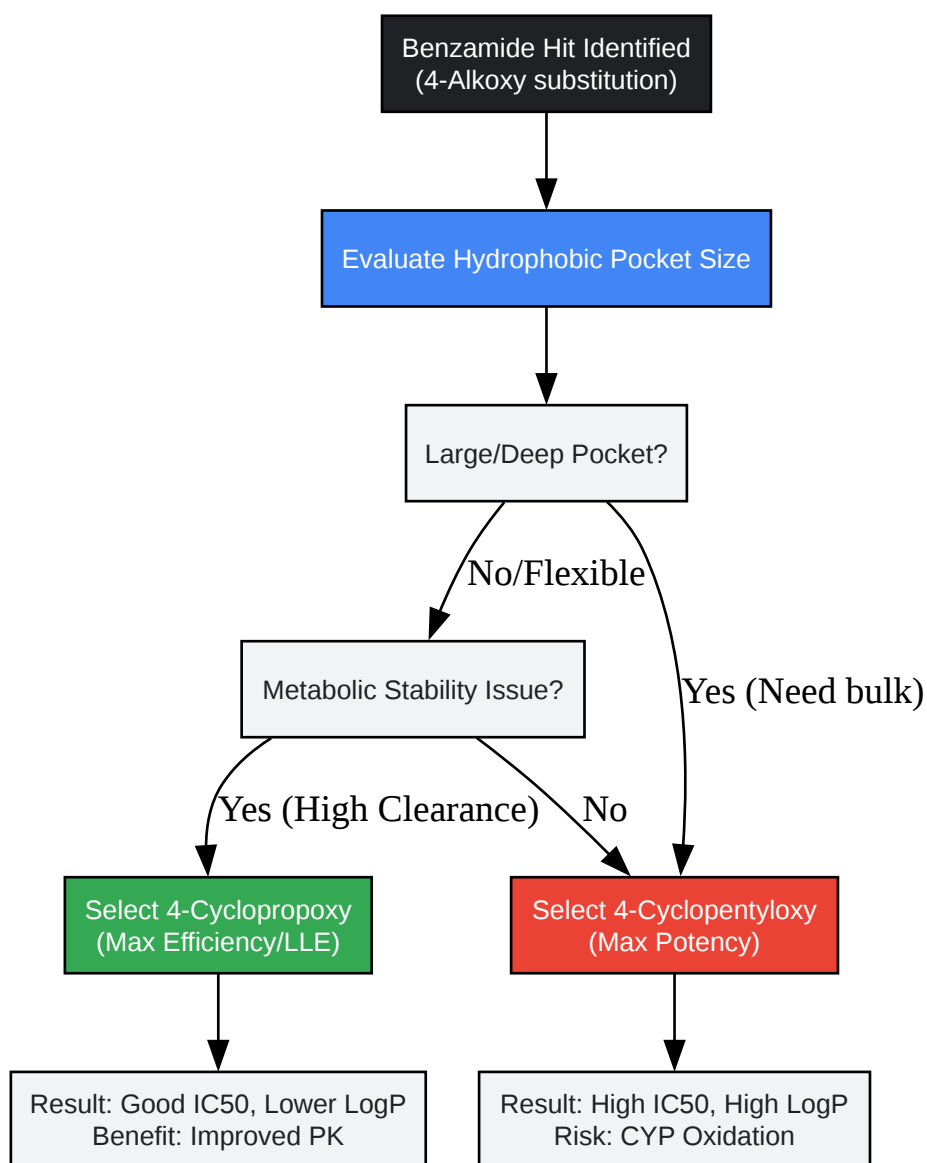 Benzamide Hit Identified
(4-Alkoxy substitution)
Evaluate Hydrophobic Pocket Size
Large/Deep Pocket?
No/Flexible
Metabolic Stability Issue?
Yes (Need bulk)
Yes (High Clearance)
No
Select 4-Cyclopropoxy
(Max Efficiency/LLE)
Select 4-Cyclopentyloxy
(Max Potency)
Result: Good IC50, Lower LogP
Benefit: Improved PK
Result: High IC50, High LogP
Risk: CYP Oxidation